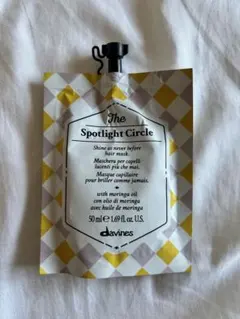 The
Spotlight Circle
Shine as never before
hair mask.
Maschera per capelli
lucenti più che mai.
Masque capillaire
pour briller comme jamais.
with moringa oil
con olio di moringa
avec huile de moringa
50 ml e 1.69 fl. oz. U.S.
davines